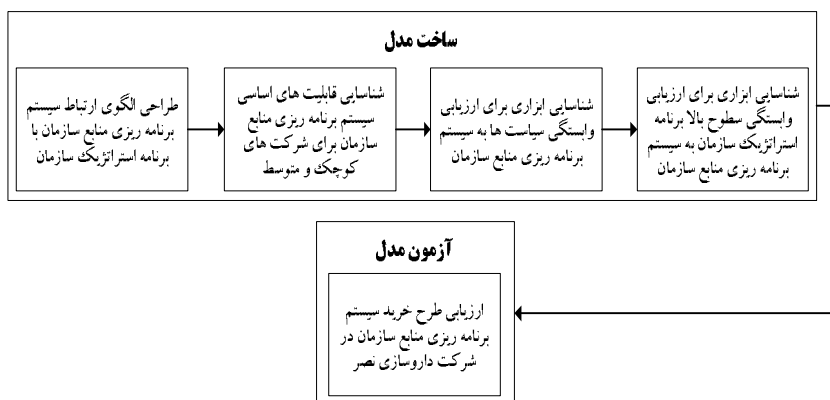 ساخت مدل
طراحی الگوی ارتباط سیستم
برنامه ریزی منابع سازمان با
برنامه استراتژیک سازمان
شناسایی قابلیت های اساسی
سیستم برنامه ریزی منابع
سازمان برای شرکت های
کوچک و متوسط
شناسایی ابزاری برای ارزیابی
وابستگی سیاست ها به سیستم
برنامه ریزی منابع سازمان
شناسایی ابزاری برای ارزیابی
وابستگی سطوح بالا برنامه
استراتژیک سازمان به سیستم
برنامه ریزی منابع سازمان
آزمون مدل
ارزیابی طرح خرید سیستم
برنامه ریزی منابع سازمان در
شرکت داروسازی نصر